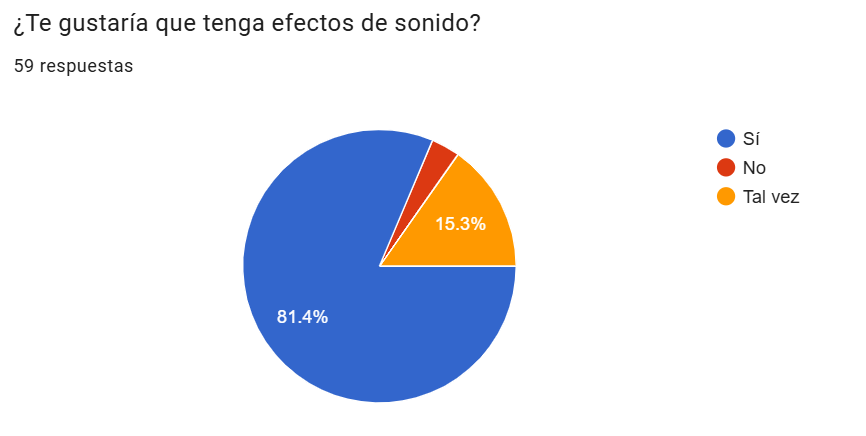 ¿Te gustaría que tenga efectos de sonido?
59 respuestas
Sí
No
Tal vez
15.3%
81.4%